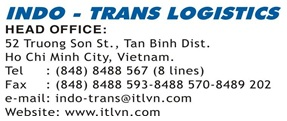 INDO - TRANS LOGISTICS
HEAD OFFICE:
52 Truong Son St., Tan Binh Dist.
Ho Chi Minh City, Vietnam.
Tel : (848) 8488 567 (8 lines)
Fax : (848) 8488 593-8488 570-8489 202
e-mail: indo-trans@itlvn.com
Website: www.itlvn.com